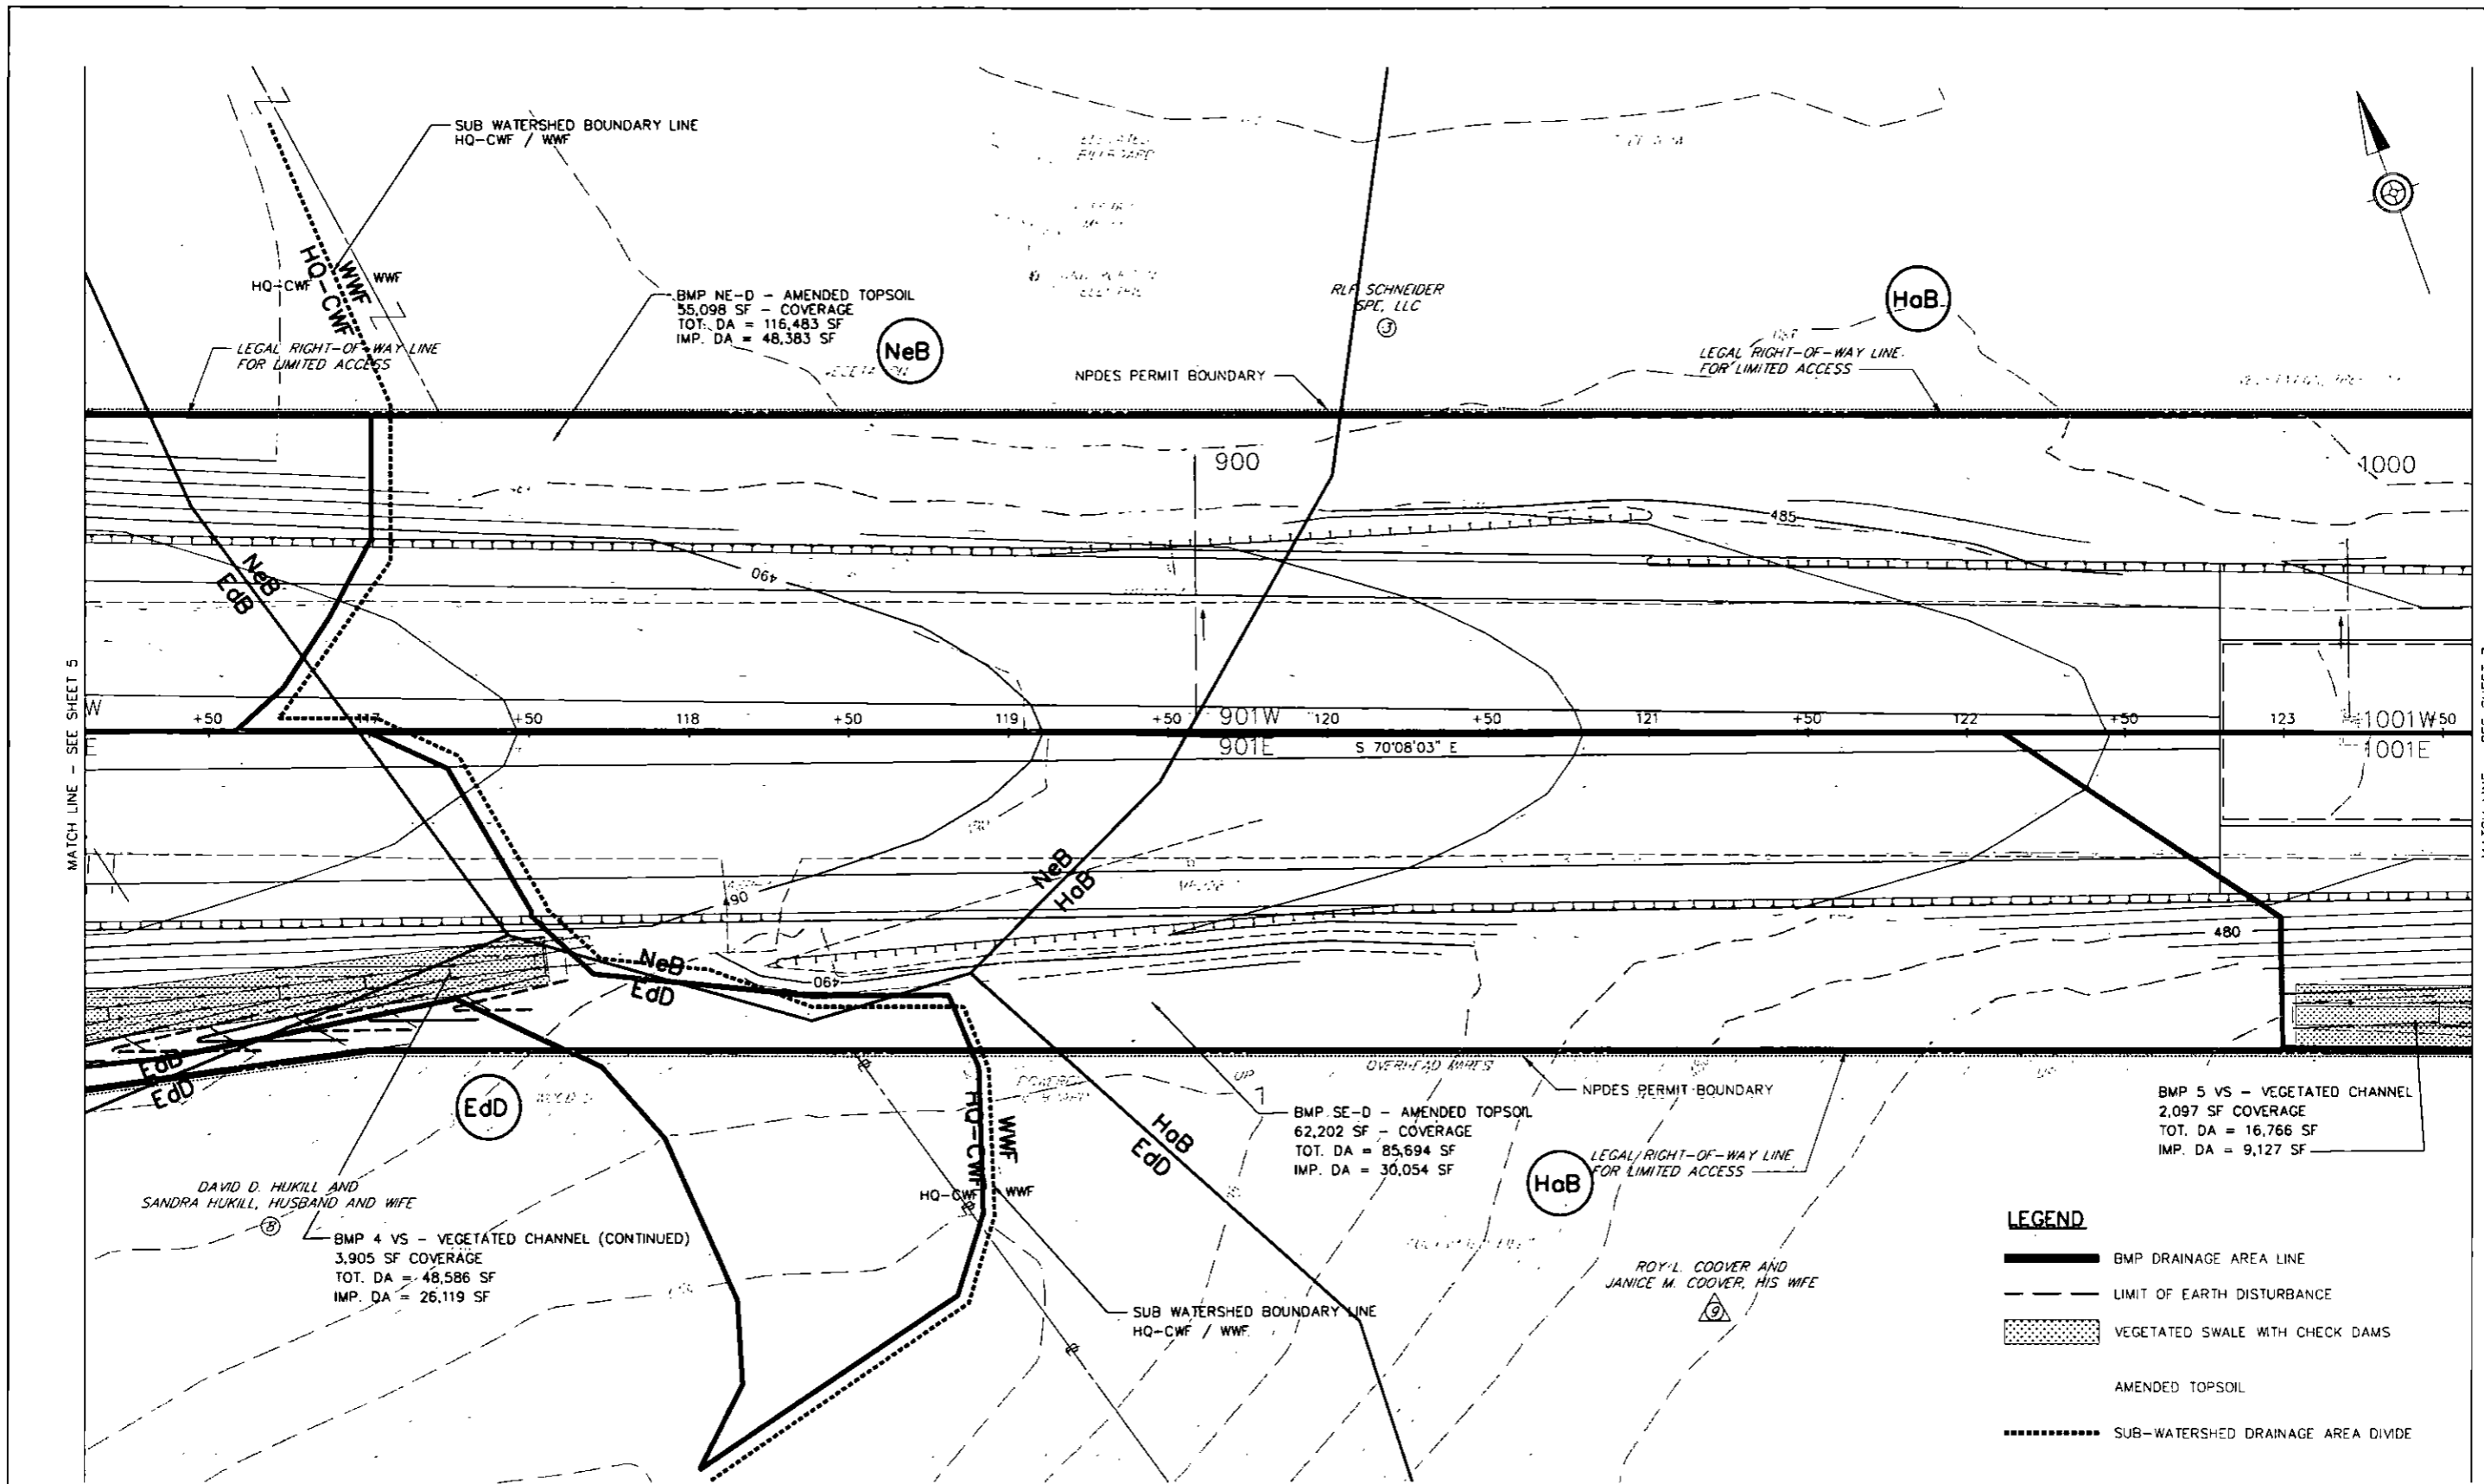 SUB WATERSHED BOUNDARY LINE
HQ-CWF / WWF
HQ-CWF
WWF
HQ-CWF
WWF
BMP NE-D - AMENDED TOPSOIL
55,098 SF - COVERAGE
TOT. DA = 116,483 SF
IMP. DA = 48,383 SF
NeB
LEGAL RIGHT-OF-WAY LINE
FOR LIMITED ACCESS
NPDES PERMIT BOUNDARY
SCHNEIDER
SPE, LLC
3
HaB
LEGAL RIGHT-OF-WAY LINE
FOR LIMITED ACCESS
900
1000
485
490
NeB
EdB
MATCH LINE - SEE SHEET 5
W
+50
117
+50
118
+50
119
+50
901W
120
+50
121
+50
122
+50
123
1001W
+50
E
901E
S 70°08'03" E
1001E
490
NeB
HaB
480
NeB
EdD
490
EdD
EdD
EdD
HQ-CWF
WWF
HQ-CWF
WWF
OVERHEAD WIRES
UP
NPDES PERMIT BOUNDARY
HaB
EdD
BMP SE-D - AMENDED TOPSOIL
62,202 SF - COVERAGE
TOT. DA = 85,694 SF
IMP. DA = 30,054 SF
HaB
LEGAL RIGHT-OF-WAY LINE
FOR LIMITED ACCESS
BMP 5 VS - VEGETATED CHANNEL
2,097 SF COVERAGE
TOT. DA = 16,766 SF
IMP. DA = 9,127 SF
DAVID D. HUKILL AND
SANDRA HUKILL, HUSBAND AND WIFE
8
BMP 4 VS - VEGETATED CHANNEL (CONTINUED)
3,905 SF COVERAGE
TOT. DA = 48,586 SF
IMP. DA = 26,119 SF
SUB WATERSHED BOUNDARY LINE
HQ-CWF / WWF
ROY L. COOVER AND
JANICE M. COOVER, HIS WIFE
9
LEGEND
BMP DRAINAGE AREA LINE
LIMIT OF EARTH DISTURBANCE
VEGETATED SWALE WITH CHECK DAMS
AMENDED TOPSOIL
SUB-WATERSHED DRAINAGE AREA DIVIDE